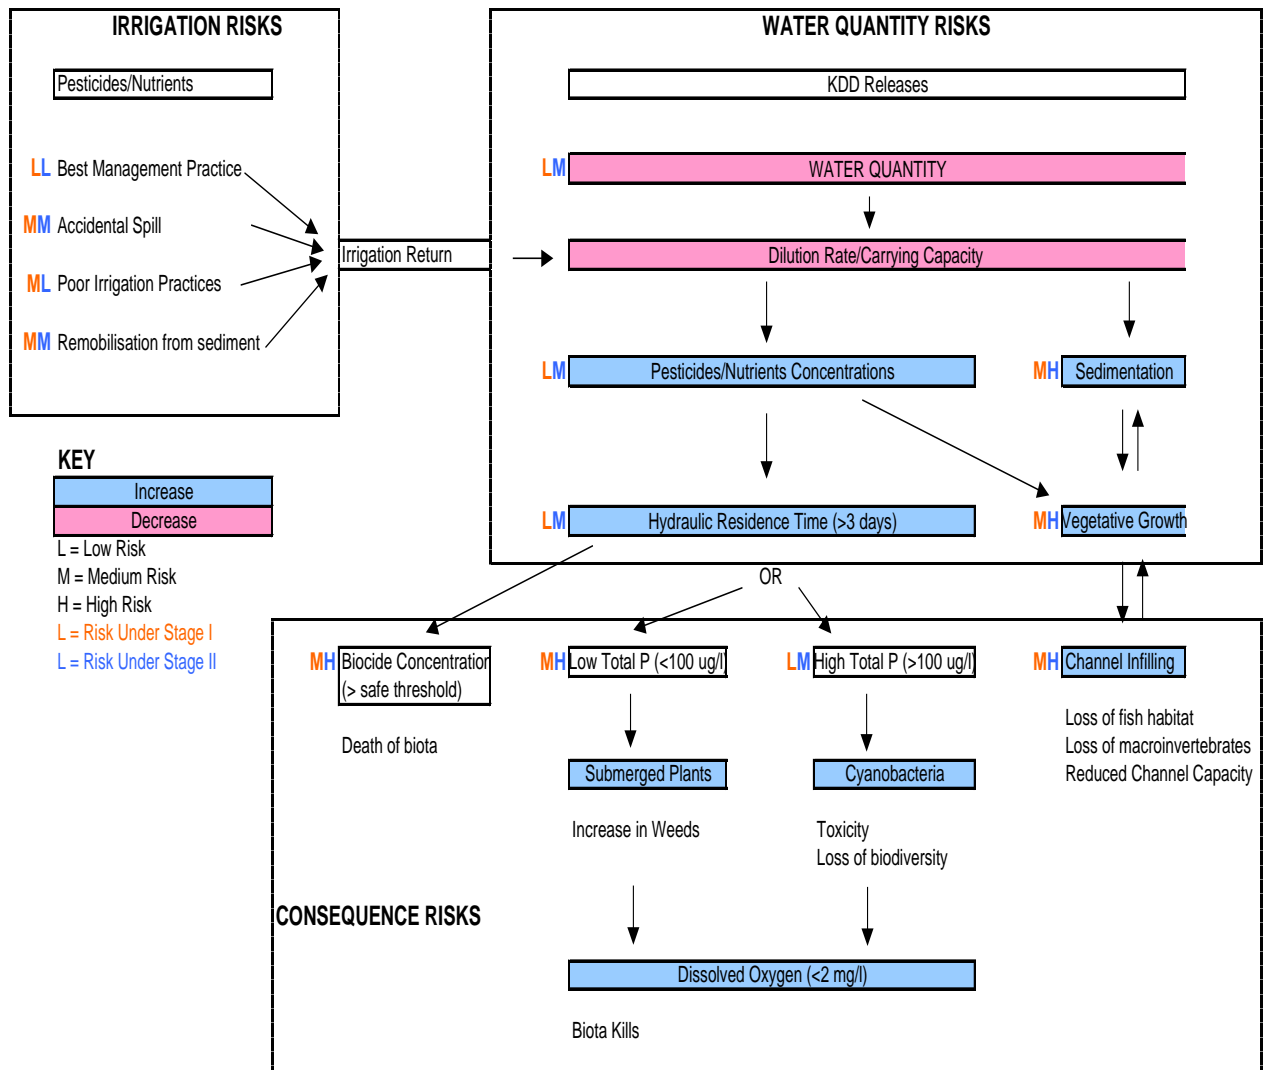 IRRIGATION RISKS
Pesticides/Nutrients
LL Best Management Practice
MM Accidental Spill
ML Poor Irrigation Practices
MM Remobilisation from sediment
Irrigation Return
WATER QUANTITY RISKS
KDD Releases
LM WATER QUANTITY
Dilution Rate/Carrying Capacity
LM Pesticides/Nutrients Concentrations
MH Sedimentation
LM Hydraulic Residence Time (>3 days)
MH Vegetative Growth
KEY
Increase
Decrease
L = Low Risk
M = Medium Risk
H = High Risk
L = Risk Under Stage I
L = Risk Under Stage II
OR
MH Biocide Concentration
(> safe threshold)
Death of biota
MH Low Total P (<100 ug/l)
Submerged Plants
Increase in Weeds
LM High Total P (>100 ug/l)
Cyanobacteria
Toxicity
Loss of biodiversity
MH Channel Infilling
Loss of fish habitat
Loss of macroinvertebrates
Reduced Channel Capacity
CONSEQUENCE RISKS
Dissolved Oxygen (<2 mg/l)
Biota Kills